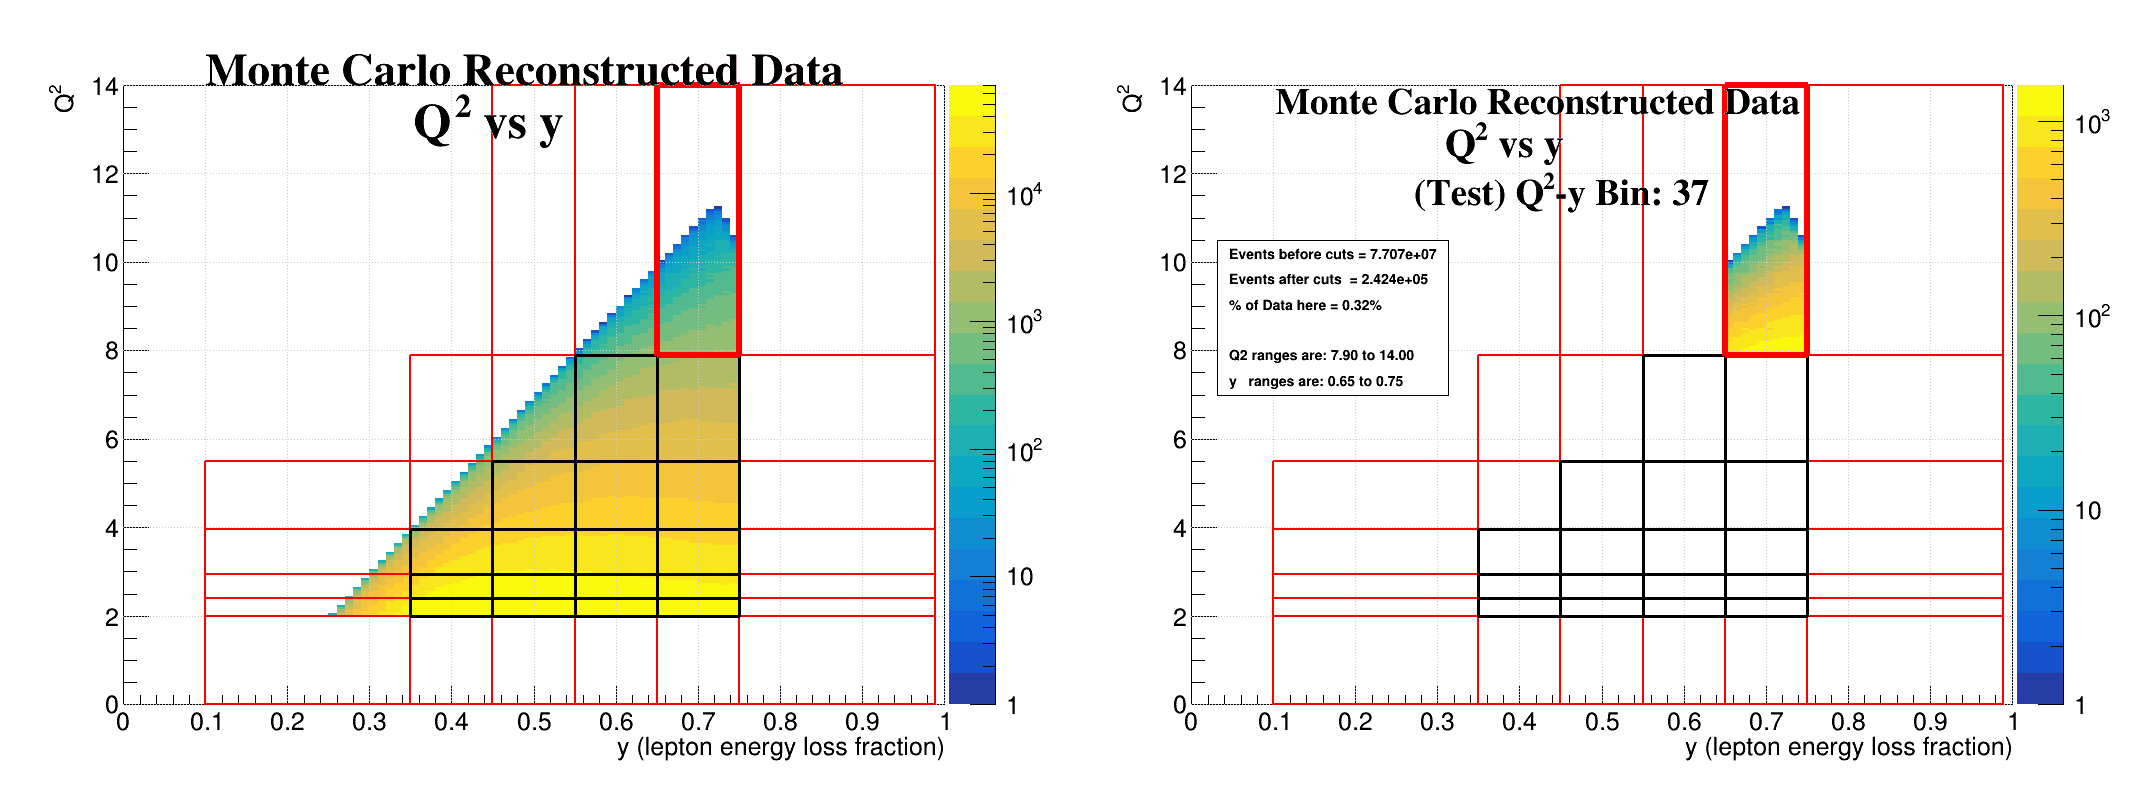 Monte Carlo Reconstructed Data
Q² vs y
Q²
14
12
10
8
6
4
2
0
0 0.1 0.2 0.3 0.4 0.5 0.6 0.7 0.8 0.9 1
y (lepton energy loss fraction)
10⁴
10³
10²
10
1
Monte Carlo Reconstructed Data
Q² vs y
(Test) Q²-y Bin: 37
Q²
14
12
10
8
6
4
2
0
Events before cuts = 7.707e+07
Events after cuts = 2.424e+05
% of Data here = 0.32%
Q2 ranges are: 7.90 to 14.00
y ranges are: 0.65 to 0.75
0 0.1 0.2 0.3 0.4 0.5 0.6 0.7 0.8 0.9 1
y (lepton energy loss fraction)
10³
10²
10
1